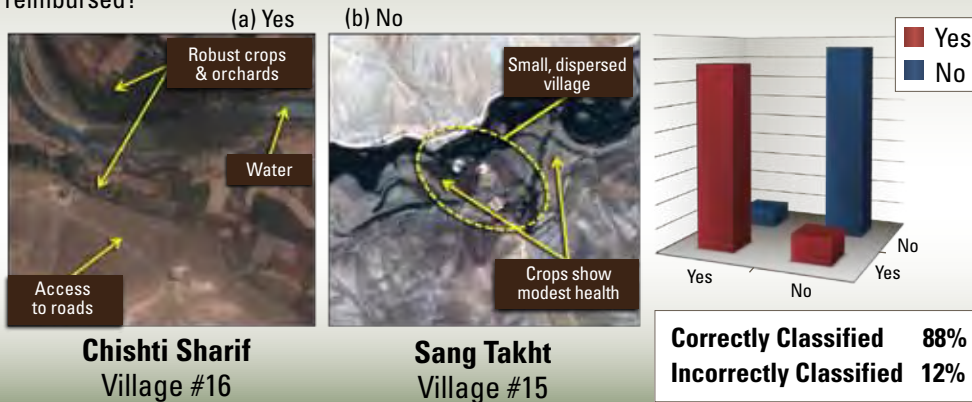 reimbursed?
(a) Yes
(b) No
Robust crops
& orchards
Water
Access
to roads
Small, dispersed
village
Crops show
modest health
Yes
No
Yes
No
No
Yes
Chishti Sharif
Village #16
Sang Takht
Village #15
Correctly Classified 88%
Incorrectly Classified 12%